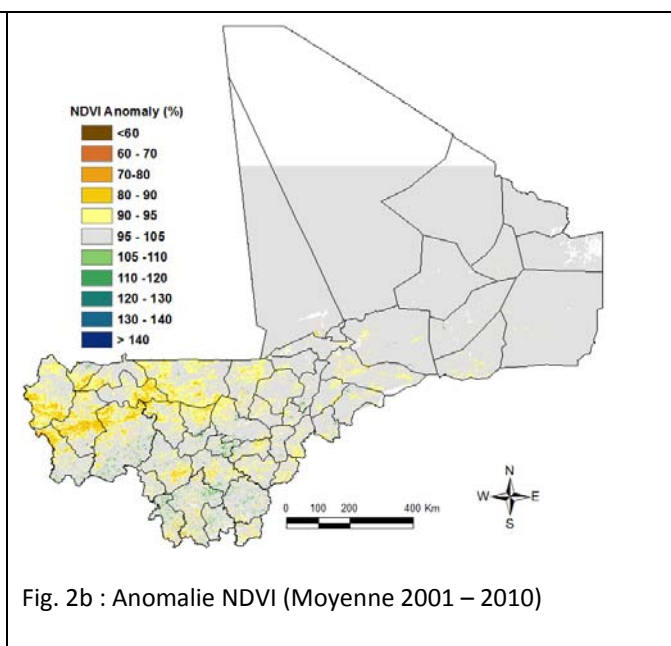 NDVI Anomaly (%)
<60
60 - 70
70-80
80 - 90
90 - 95
95 - 105
105 -110
110 -120
120 - 130
130 - 140
> 140
N
W E
S
0 100 200 400 Km
Fig. 2b : Anomalie NDVI (Moyenne 2001 – 2010)